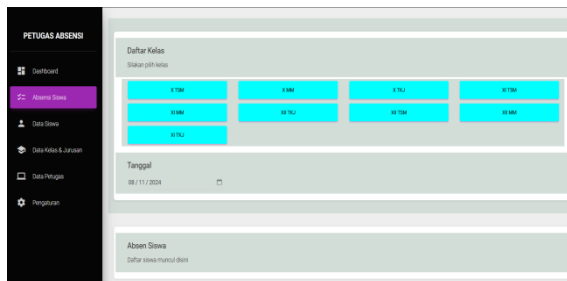 PETUGAS ABSENSI
Dashboard
Absensi Siswa
Data Siswa
Data Kelas & Jurusan
Data Petugas
Pengaturan
Daftar Kelas
Silakan pilih kelas
X TSM
X MM
X TKJ
XI TSM
XI MM
XII TKJ
XII TSM
XII MM
XI TKJ
Tanggal
08 / 11 / 2024
Absen Siswa
Daftar siswa muncul disini